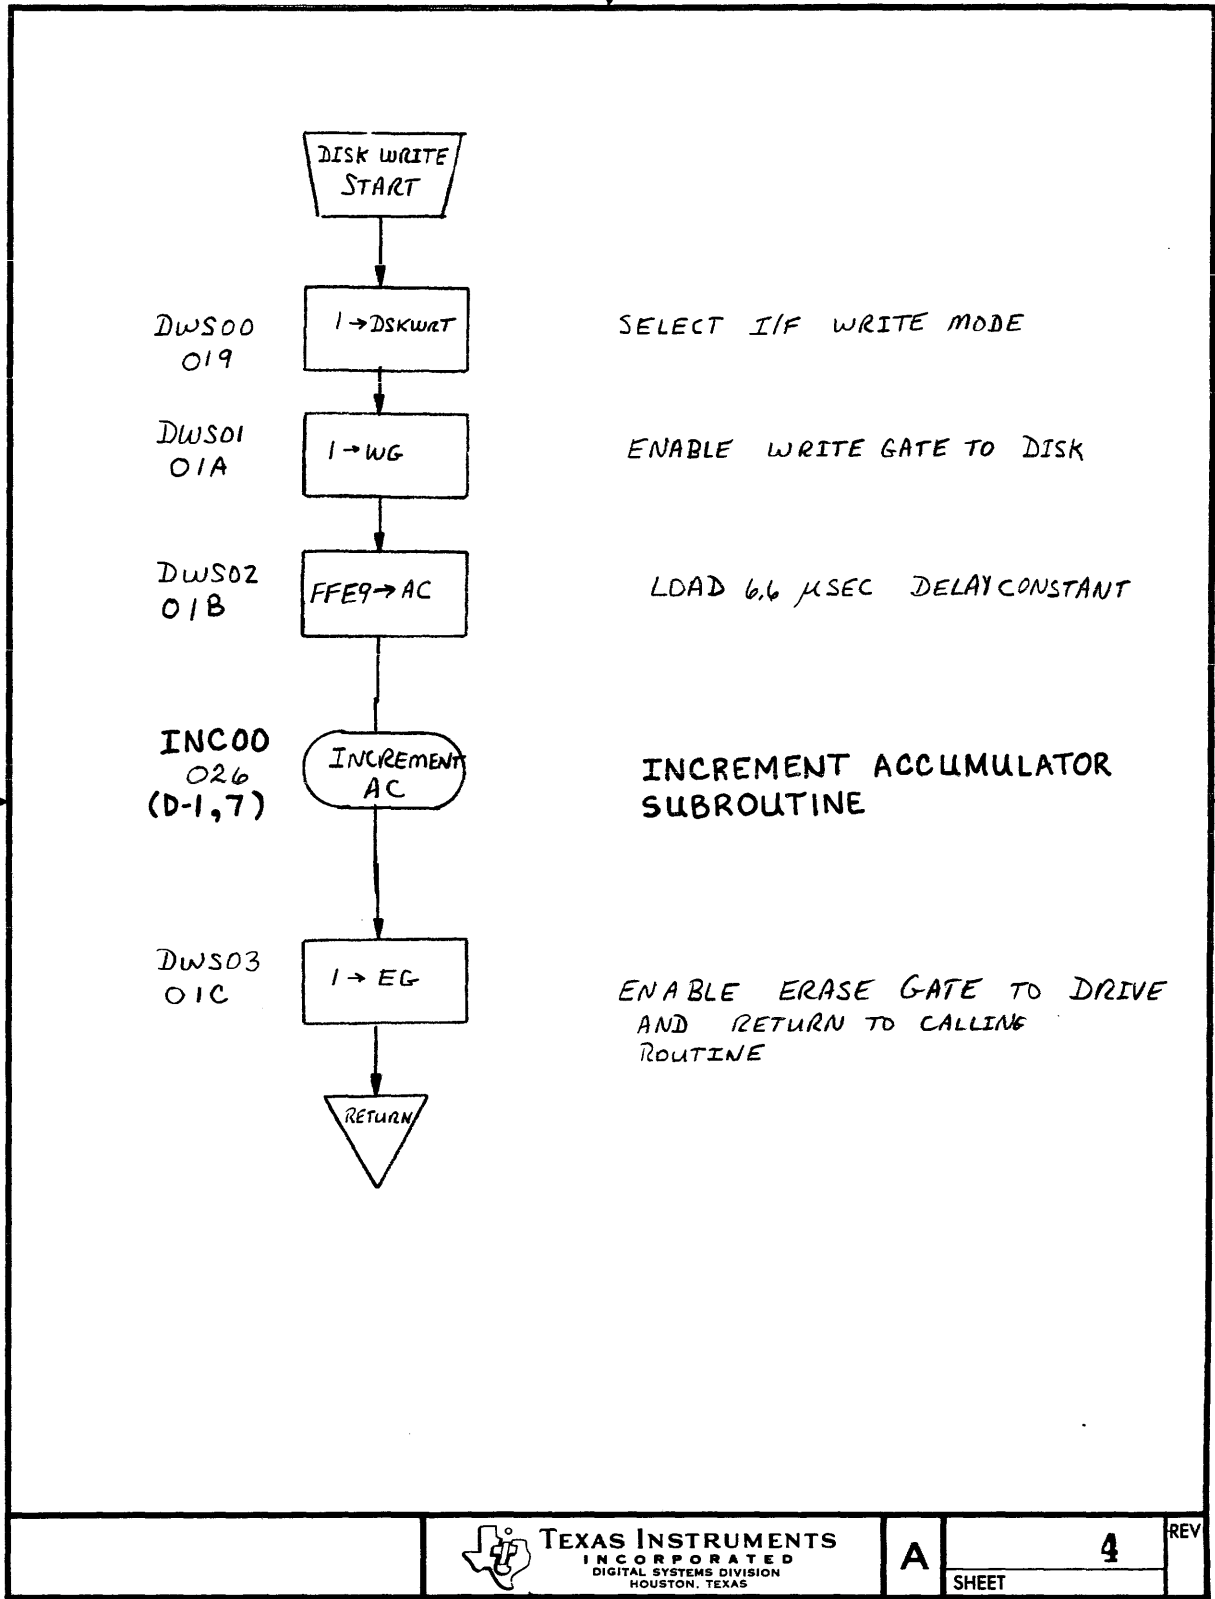 DISK WRITE
START
DWS00
019
1→DSKWRT
SELECT I/F WRITE MODE
DWS01
01A
1→WG
ENABLE WRITE GATE TO DISK
DWS02
01B
FFE9→AC
LOAD 6.6 µSEC DELAY CONSTANT
INC00
026
(D-1,7)
INCREMENT
AC
INCREMENT ACCUMULATOR
SUBROUTINE
DWS03
01C
1→EG
ENABLE ERASE GATE TO DRIVE
AND RETURN TO CALLING
ROUTINE
RETURN
TEXAS INSTRUMENTS
INCORPORATED
DIGITAL SYSTEMS DIVISION
HOUSTON, TEXAS
A
4
SHEET
REV